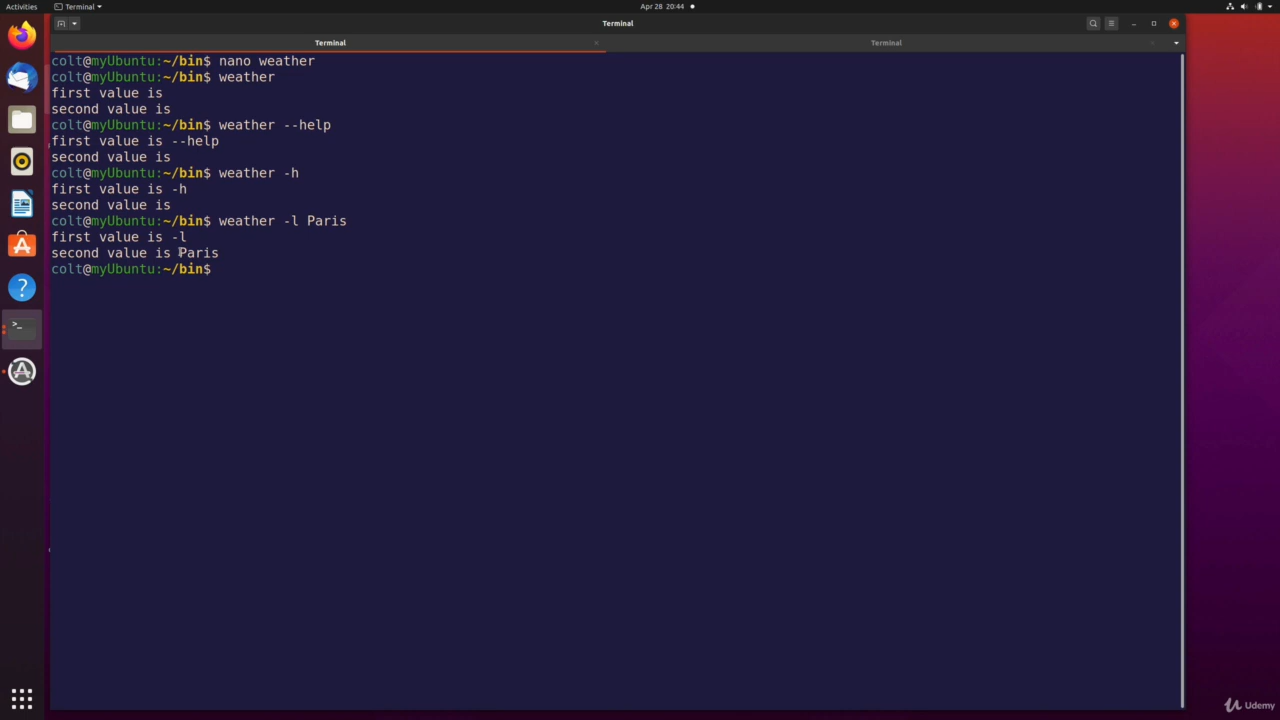 Activities Terminal Apr 28 20:44
Terminal
Terminal Terminal
colt@myUbuntu:~/bin$ nano weather
colt@myUbuntu:~/bin$ weather
first value is
second value is
colt@myUbuntu:~/bin$ weather --help
first value is --help
second value is
colt@myUbuntu:~/bin$ weather -h
first value is -h
second value is
colt@myUbuntu:~/bin$ weather -l Paris
first value is -l
second value is Paris
colt@myUbuntu:~/bin$
Udemy